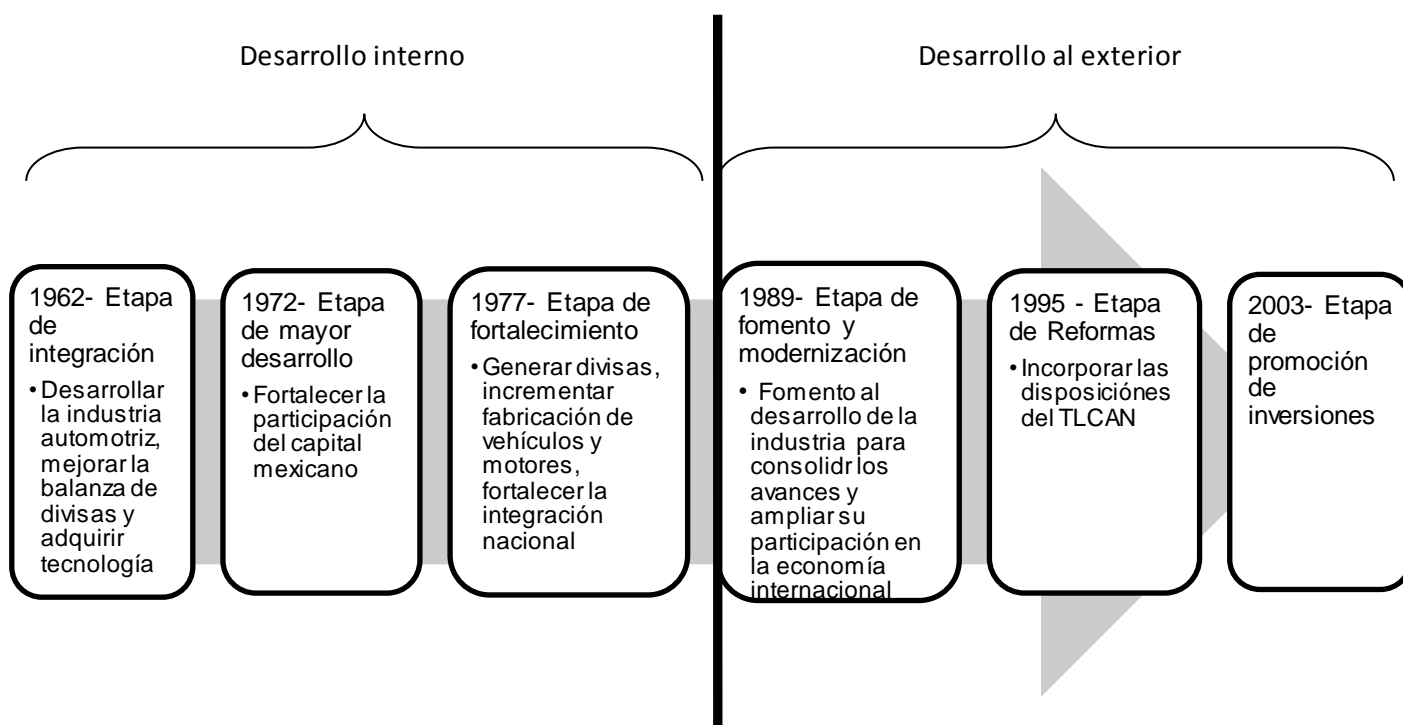 Desarrollo interno
Desarrollo al exterior
1962- Etapa
de
integración
• Desarrollar
la industria
automotriz,
mejorar la
balanza de
divisas y
adquirir
tecnología
1972- Etapa
de mayor
desarrollo
• Fortalecer la
participación
del capital
mexicano
1977- Etapa de
fortalecimiento
• Generar divisas,
incrementar
fabricación de
vehículos y
motores,
fortalecer la
integración
nacional
1989- Etapa de
fomento y
modernización
• Fomento al
desarrollo de la
industria para
consolidr los
avances y
ampliar su
participación en
la economía
internacional
1995 - Etapa
de Reformas
• Incorporar las
disposiciónes
del TLCAN
2003- Etapa
de
promoción
de
inversiones